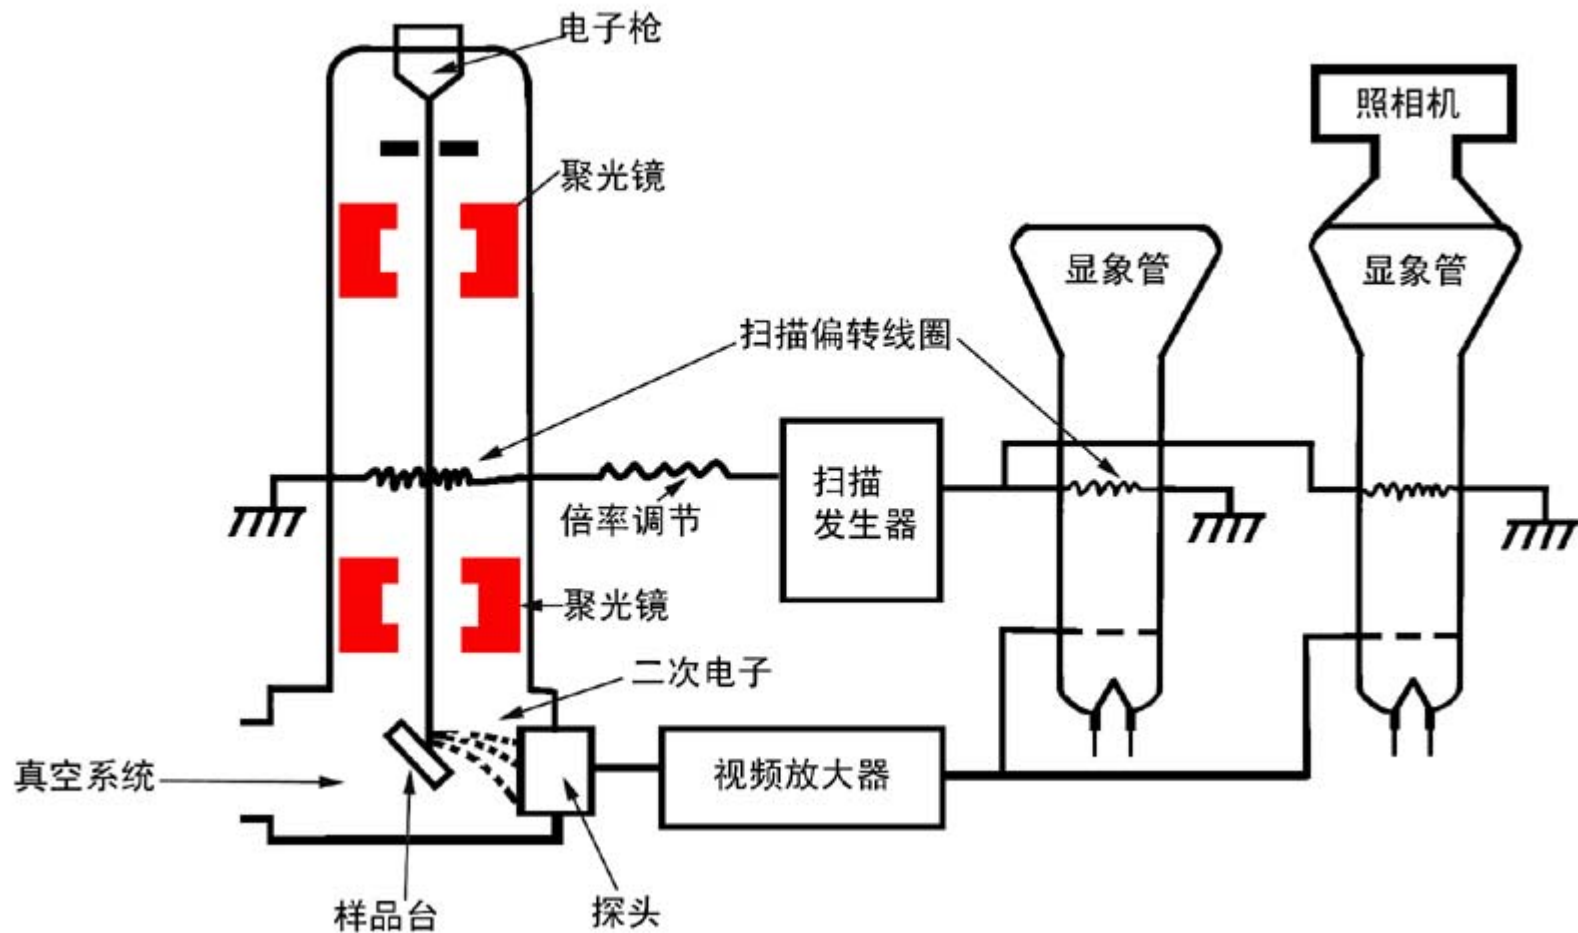 电子枪
照相机
聚光镜
显象管
显象管
扫描偏转线圈
扫描
发生器
倍率调节
聚光镜
二次电子
真空系统
视频放大器
样品台
探头